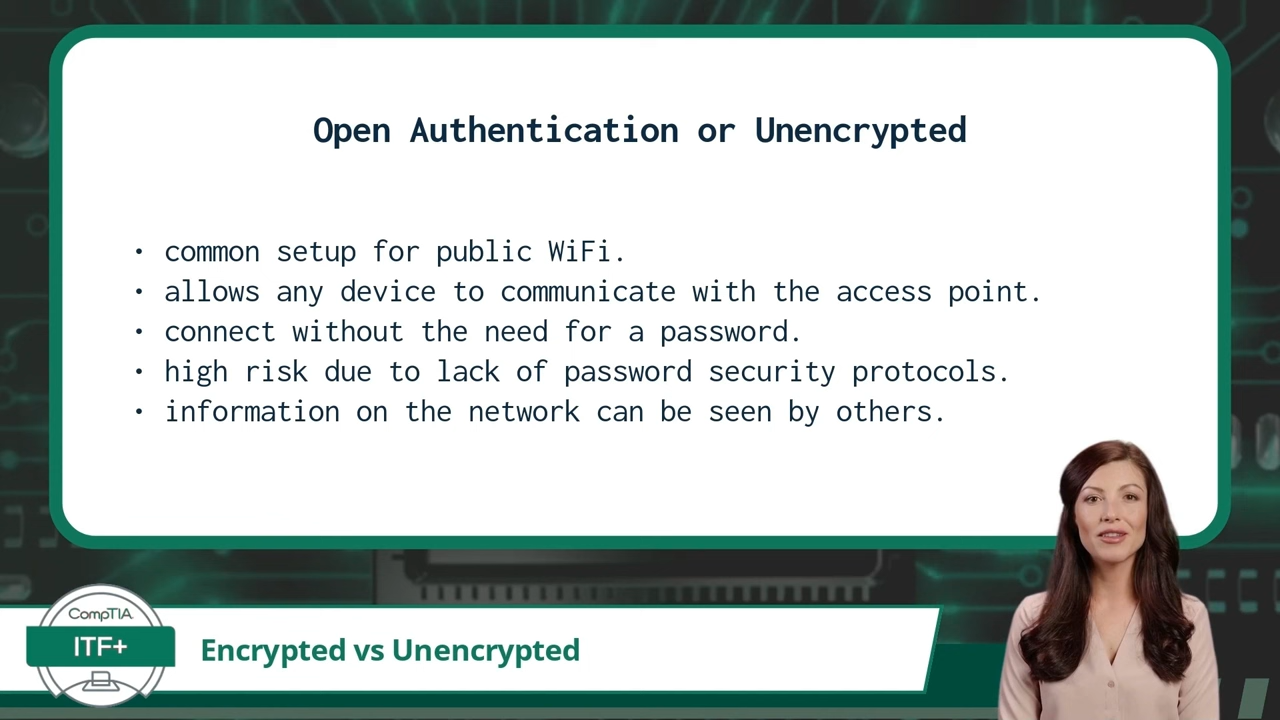 Open Authentication or Unencrypted
• common setup for public WiFi.
• allows any device to communicate with the access point.
• connect without the need for a password.
• high risk due to lack of password security protocols.
• information on the network can be seen by others.
CompTIA.
ITF+
Encrypted vs Unencrypted